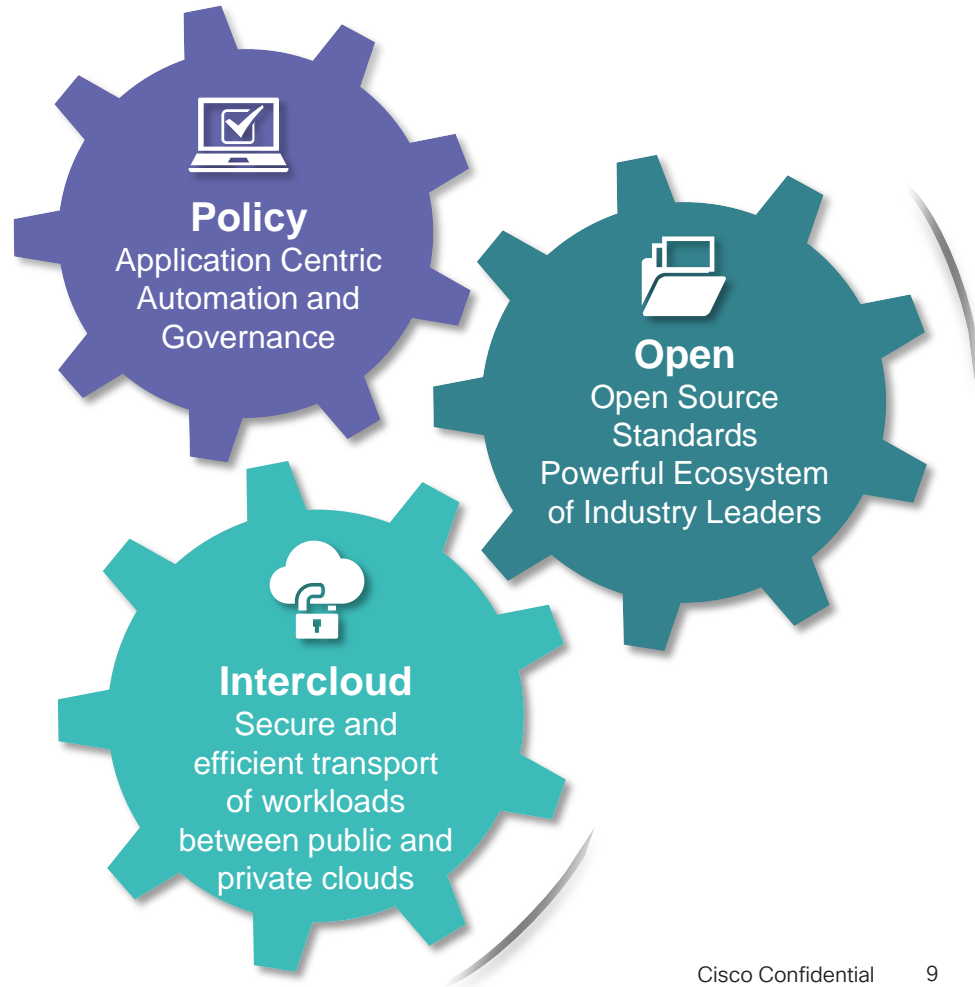 Policy
Application Centric
Automation and
Governance
Open
Open Source
Standards
Powerful Ecosystem
of Industry Leaders
Intercloud
Secure and
efficient transport
of workloads
between public and
private clouds
Cisco Confidential 9